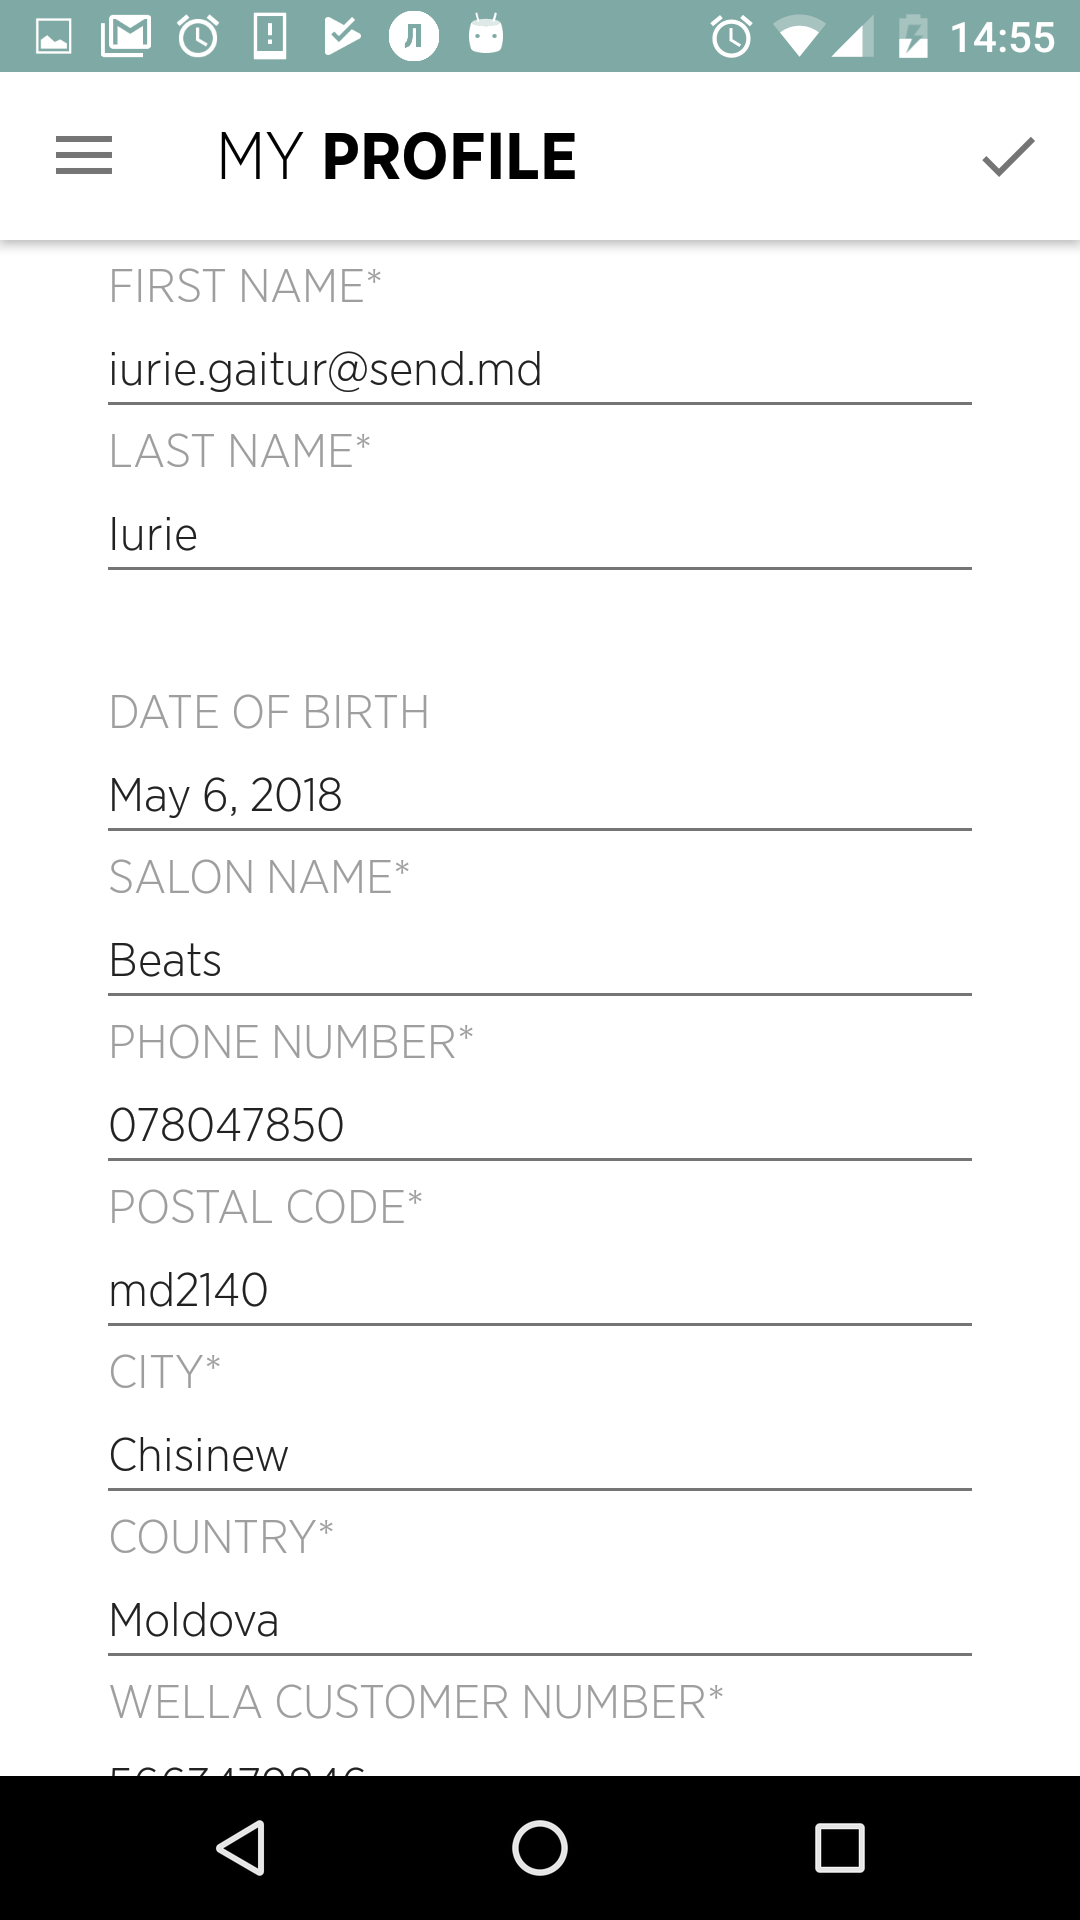 14:55
MY PROFILE
FIRST NAME*
iurie.gaitur@send.md
LAST NAME*
Iurie
DATE OF BIRTH
May 6, 2018
SALON NAME*
Beats
PHONE NUMBER*
078047850
POSTAL CODE*
md2140
CITY*
Chisinew
COUNTRY*
Moldova
WELLA CUSTOMER NUMBER*